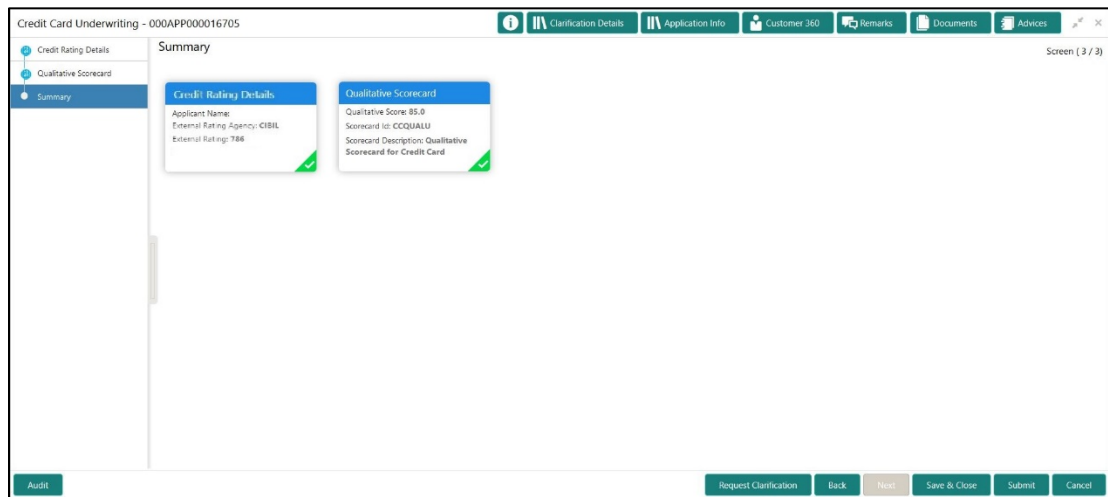 Credit Card Underwriting - 000APP000016705
i Clarification Details Application Info Customer 360 Remarks Documents Advices
Credit Rating Details
Qualitative Scorecard
Summary
Summary
Screen ( 3 / 3)
Credit Rating Details
Applicant Name:
External Rating Agency: CIBIL
External Rating: 786
Qualitative Scorecard
Qualitative Score: 85.0
Scorecard Id: CCQUALU
Scorecard Description: Qualitative
Scorecard for Credit Card
Audit
Request Clarification Back Next Save & Close Submit Cancel